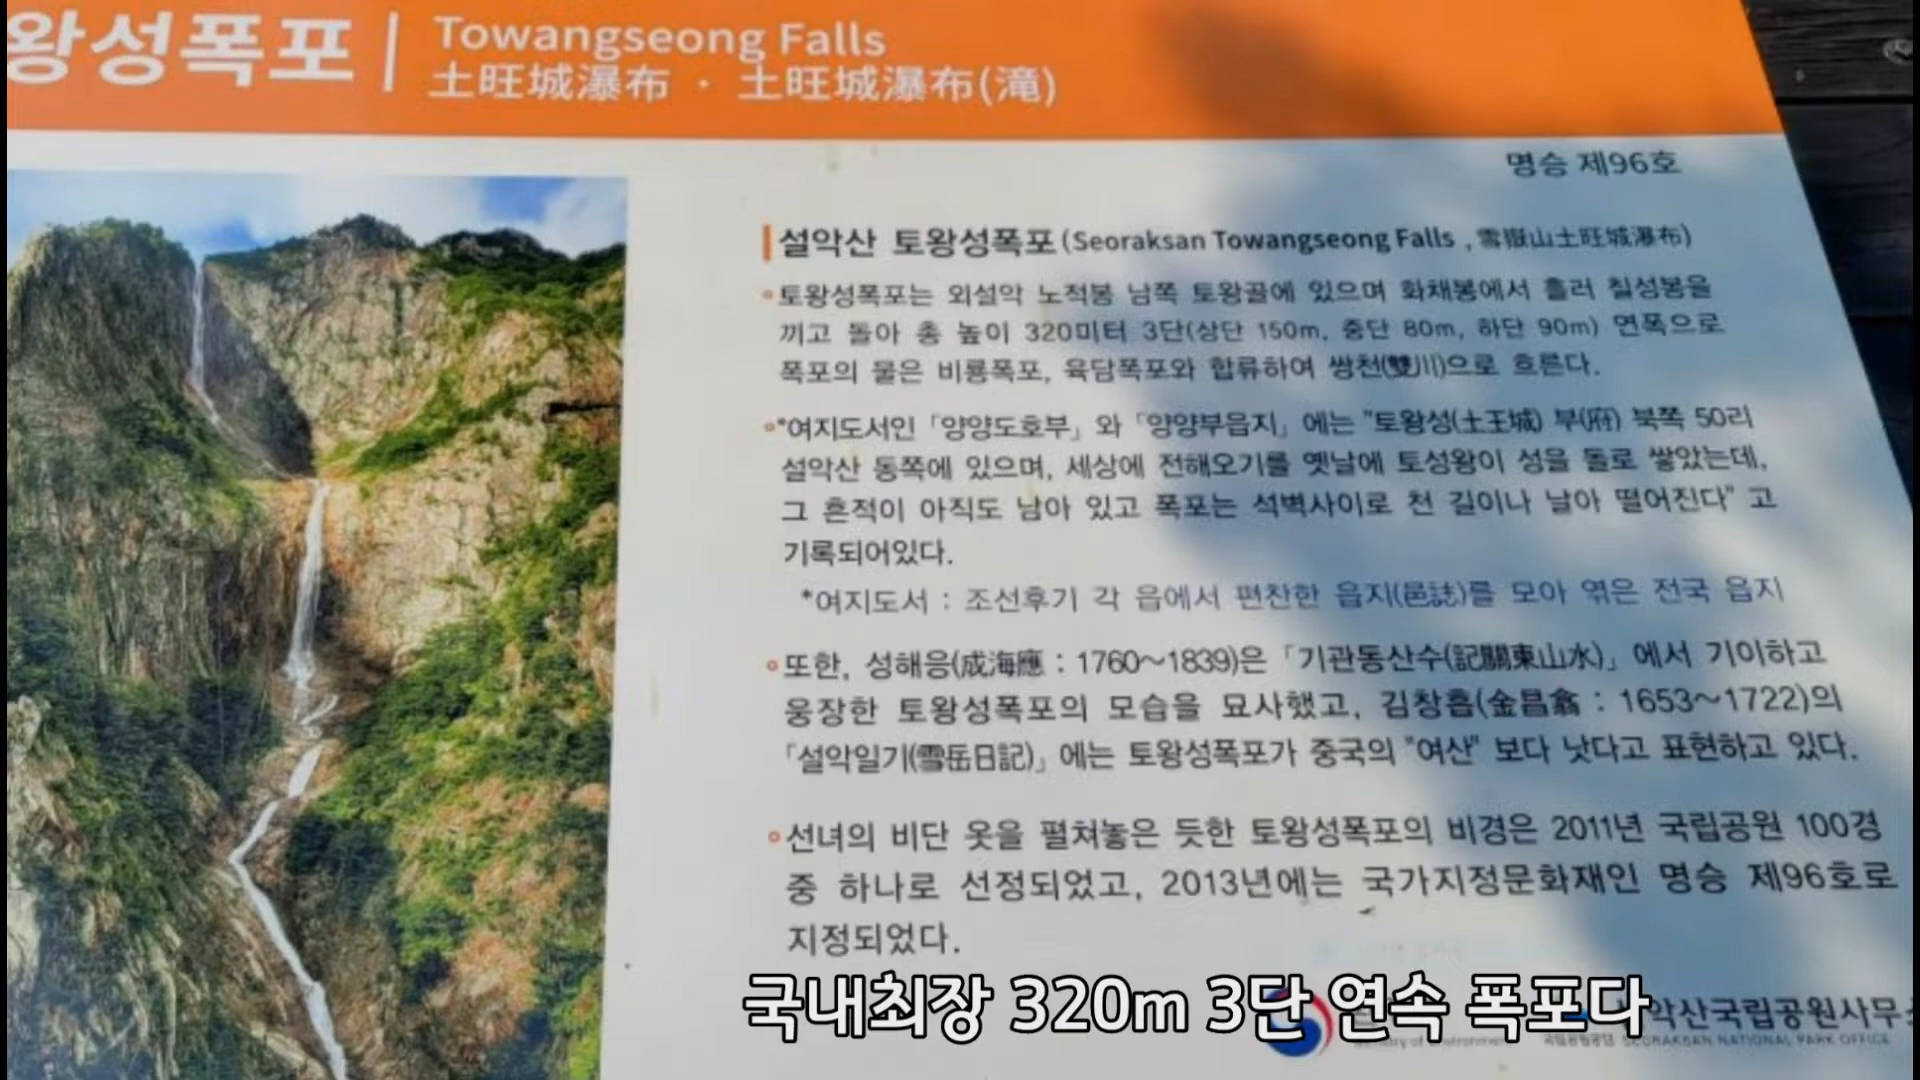 왕성폭포 | Towangseong Falls
土旺城瀑布 · 土旺城瀑布(滝)
명승 제96호
설악산 토왕성폭포(Seoraksan Towangseong Falls , 雪嶽山土旺城瀑布)
토왕성폭포는 외설악 노적봉 남쪽 토왕골에 있으며 화채봉에서 흘러 칠성봉을
끼고 돌아 총 높이 320미터 3단(상단 150m, 중단 80m, 하단 90m) 연폭으로
폭포의 물은 비룡폭포, 육담폭포와 합류하여 쌍천(雙川)으로 흐른다.
*여지도서인 「양양도호부」 와 「양양부읍지」 에는 "토왕성(土王城) 부(府) 북쪽 50리
설악산 동쪽에 있으며, 세상에 전해오기를 옛날에 토성왕이 성을 돌로 쌓았는데,
그 흔적이 아직도 남아 있고 폭포는 석벽사이로 천 길이나 날아 떨어진다" 고
기록되어있다.
*여지도서 : 조선후기 각 읍에서 편찬한 읍지(邑誌)를 모아 엮은 전국 읍지
또한, 성해응(成海應 : 1760~1839)은 「기관동산수(記關東山水)」 에서 기이하고
웅장한 토왕성폭포의 모습을 묘사했고, 김창흡(金昌翕 : 1653~1722)의
「설악일기(雪岳日記)」 에는 토왕성폭포가 중국의 "여산" 보다 낫다고 표현하고 있다.
선녀의 비단 옷을 펼쳐놓은 듯한 토왕성폭포의 비경은 2011년 국립공원 100경
중 하나로 선정되었고, 2013년에는 국가지정문화재인 명승 제96호로
지정되었다.
국내최장 320m 3단 연속 폭포다
악산국립공원사무
국립공원공단 SEORAKSAN NATIONAL PARK OFFICE